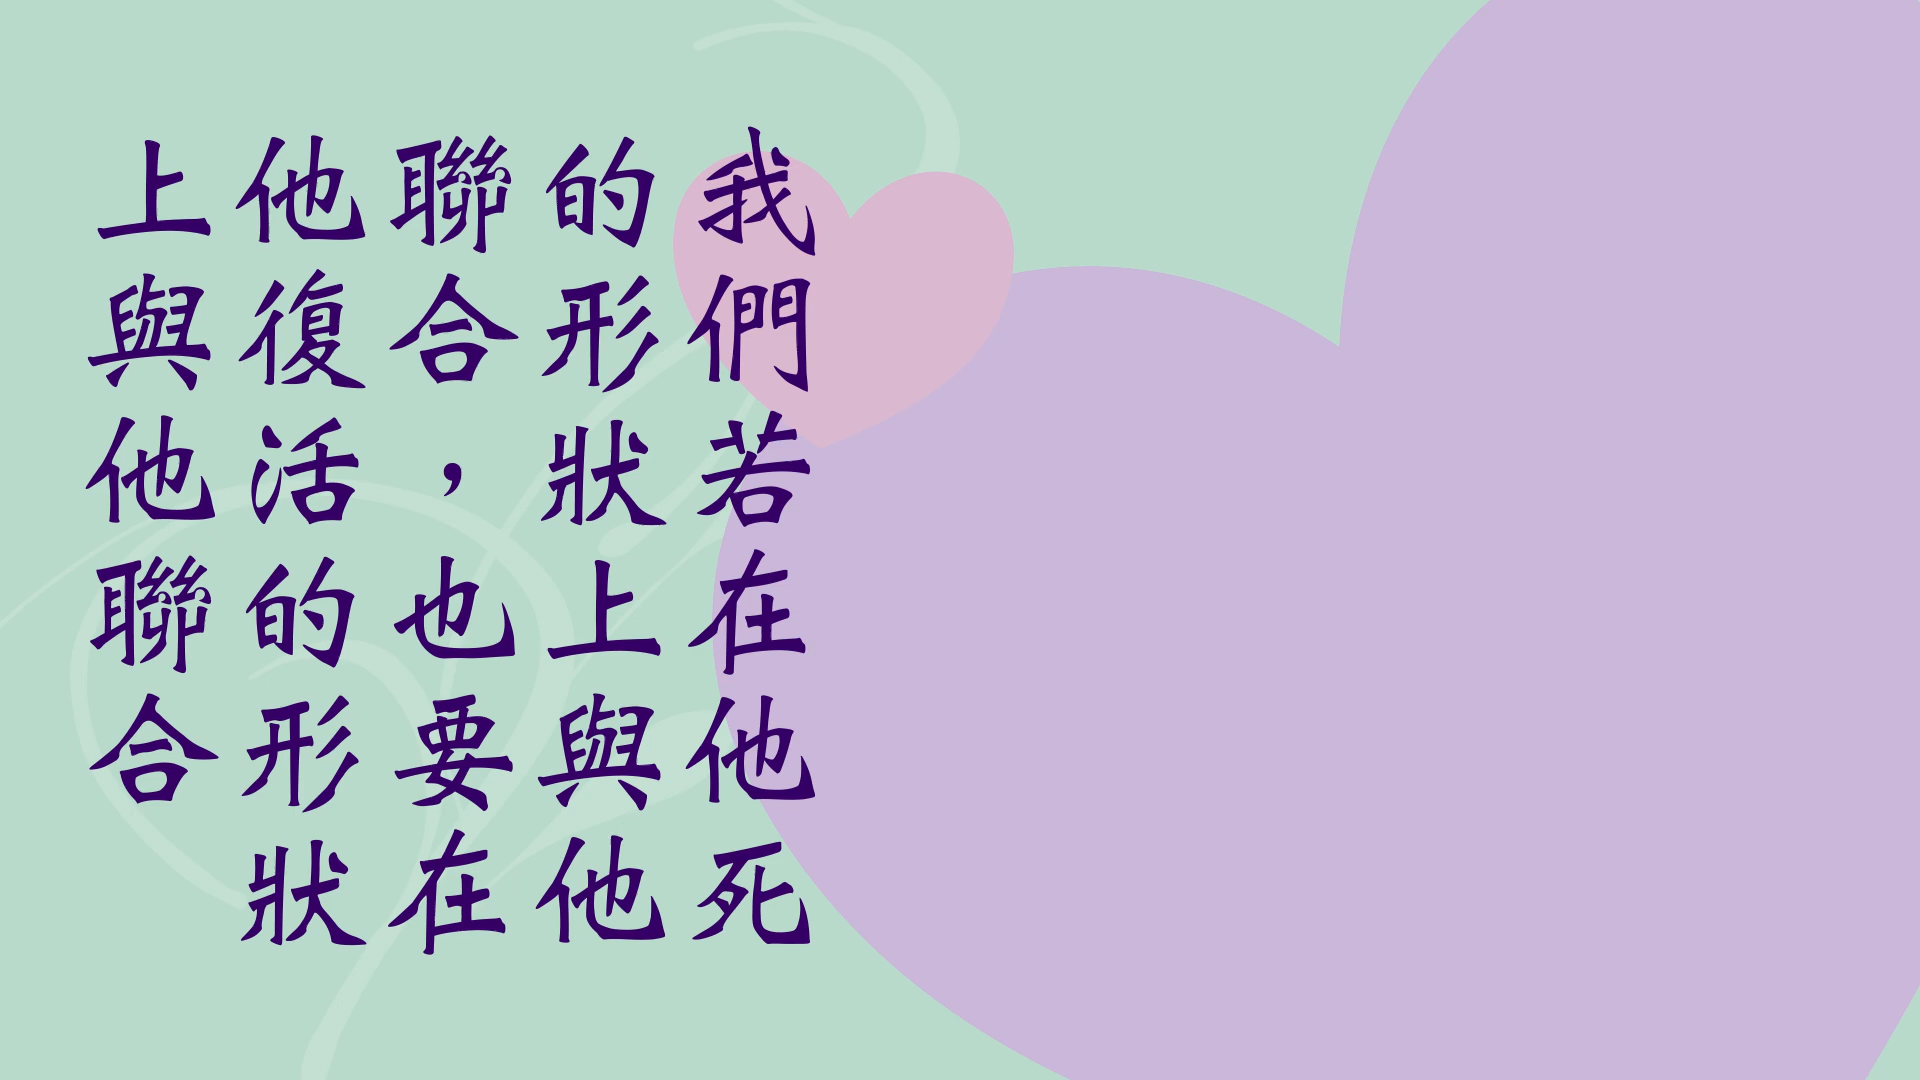 我們若在他死
的形狀上與他
聯合，也要在
他復活的形狀
上與他聯合